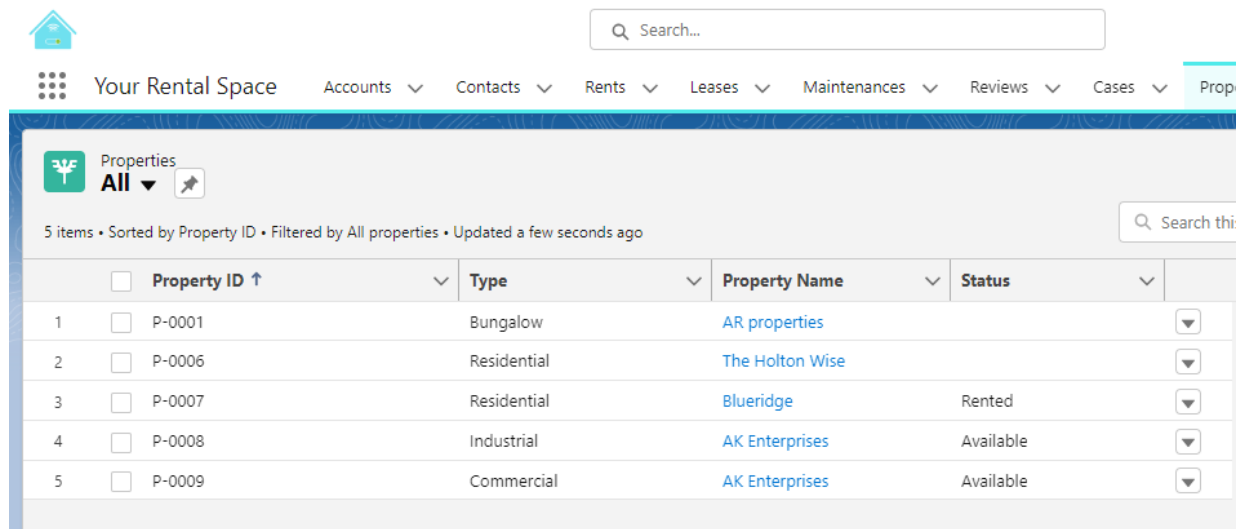 Search...
Your Rental Space Accounts Contacts Rents Leases Maintenances Reviews Cases Prope
Properties
All
5 items • Sorted by Property ID • Filtered by All properties • Updated a few seconds ago
Search this
Property ID ↑ Type Property Name Status
1 P-0001 Bungalow AR properties
2 P-0006 Residential The Holton Wise
3 P-0007 Residential Blueridge Rented
4 P-0008 Industrial AK Enterprises Available
5 P-0009 Commercial AK Enterprises Available